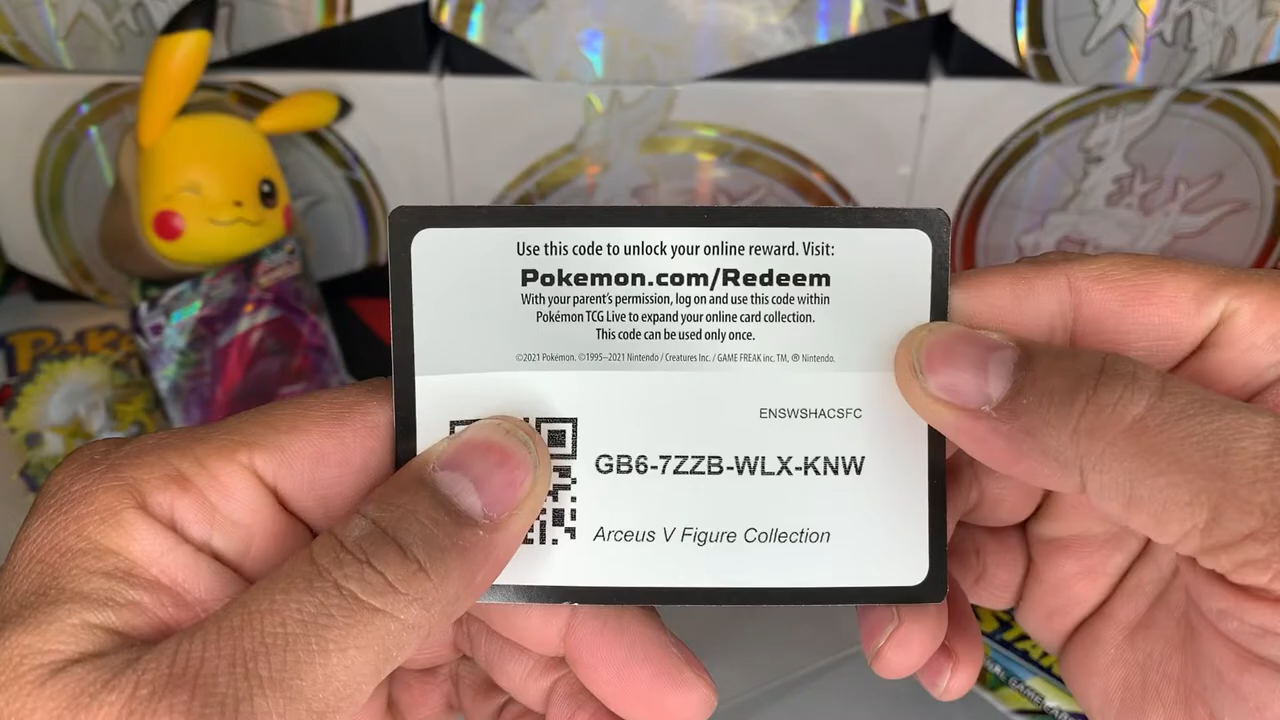 Use this code to unlock your online reward. Visit:
Pokemon.com/Redeem
With your parent's permission, log on and use this code within
Pokémon TCG Live to expand your online card collection.
This code can be used only once.
©2021 Pokémon. ©1995–2021 Nintendo / Creatures Inc. / GAME FREAK inc. TM, ® Nintendo.
ENSWSHACSFC
GB6-7ZZB-WLX-KNW
Arceus V Figure Collection